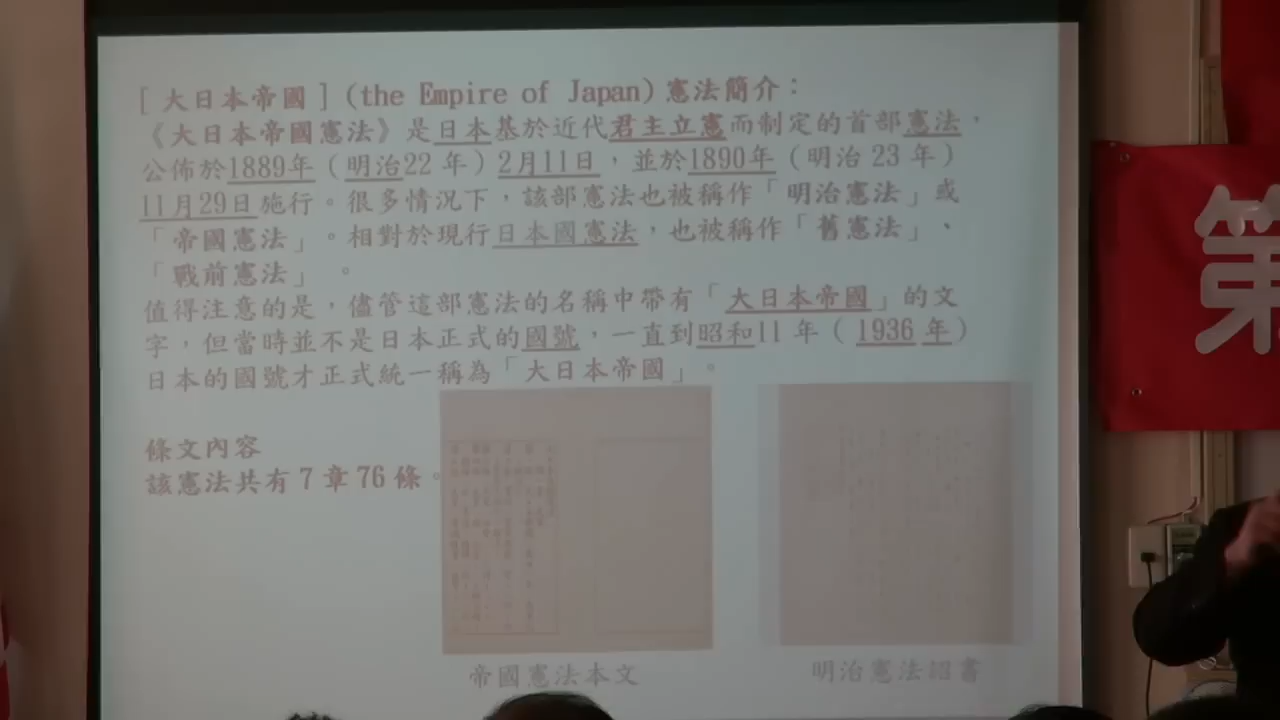 [ 大日本帝國 ] (the Empire of Japan) 憲法簡介：
《大日本帝國憲法》是日本基於近代君主立憲而制定的首部憲法，
公佈於1889年（明治22 年）2月11日，並於1890年（明治 23 年）
11月29日施行。很多情況下，該部憲法也被稱作「明治憲法」或
「帝國憲法」。相對於現行日本國憲法，也被稱作「舊憲法」、
「戰前憲法」。
值得注意的是，儘管這部憲法的名稱中帶有「大日本帝國」的文
字，但當時並不是日本正式的國號，一直到昭和11 年（ 1936 年）
日本的國號才正式統一稱為「大日本帝國」。
條文內容
該憲法共有 7 章 76 條。
帝國憲法本文
明治憲法詔書
第